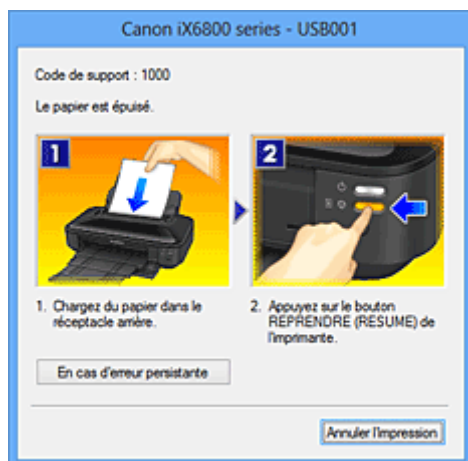 Canon iX6800 series - USB001
Code de support : 1000
Le papier est épuisé.
1
2
1. Chargez du papier dans le
réceptacle arrière.
2. Appuyez sur le bouton
REPRENDRE (RESUME) de
l'imprimante.
En cas d'erreur persistante
Annuler l'impression